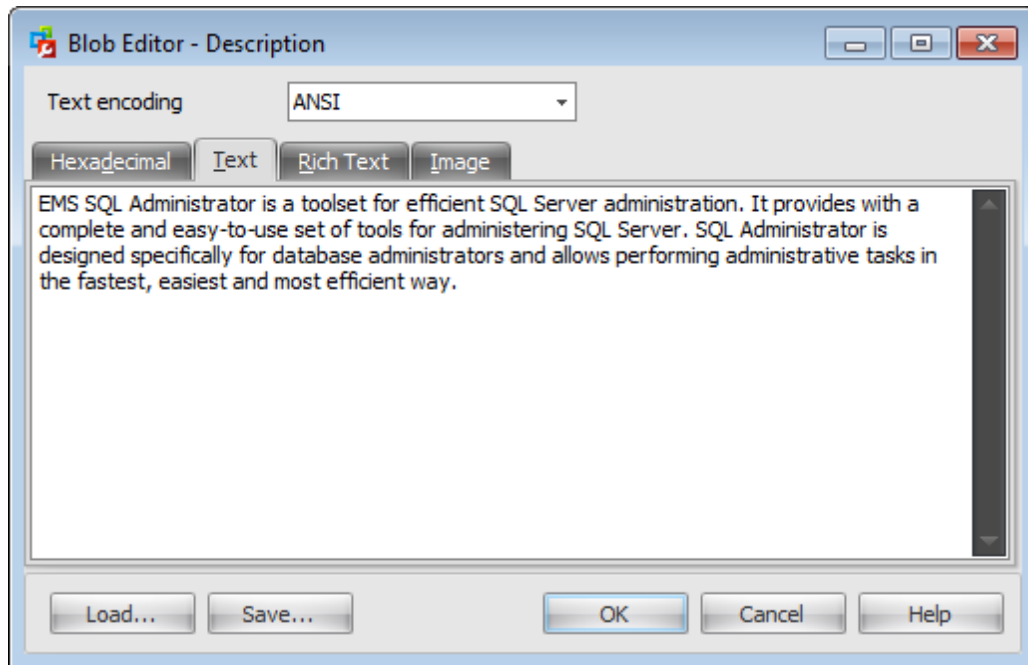 Blob Editor - Description
Text encoding
ANSI
Hexadecimal Text Rich Text Image
EMS SQL Administrator is a toolset for efficient SQL Server administration. It provides with a
complete and easy-to-use set of tools for administering SQL Server. SQL Administrator is
designed specifically for database administrators and allows performing administrative tasks in
the fastest, easiest and most efficient way.
Load... Save... OK Cancel Help